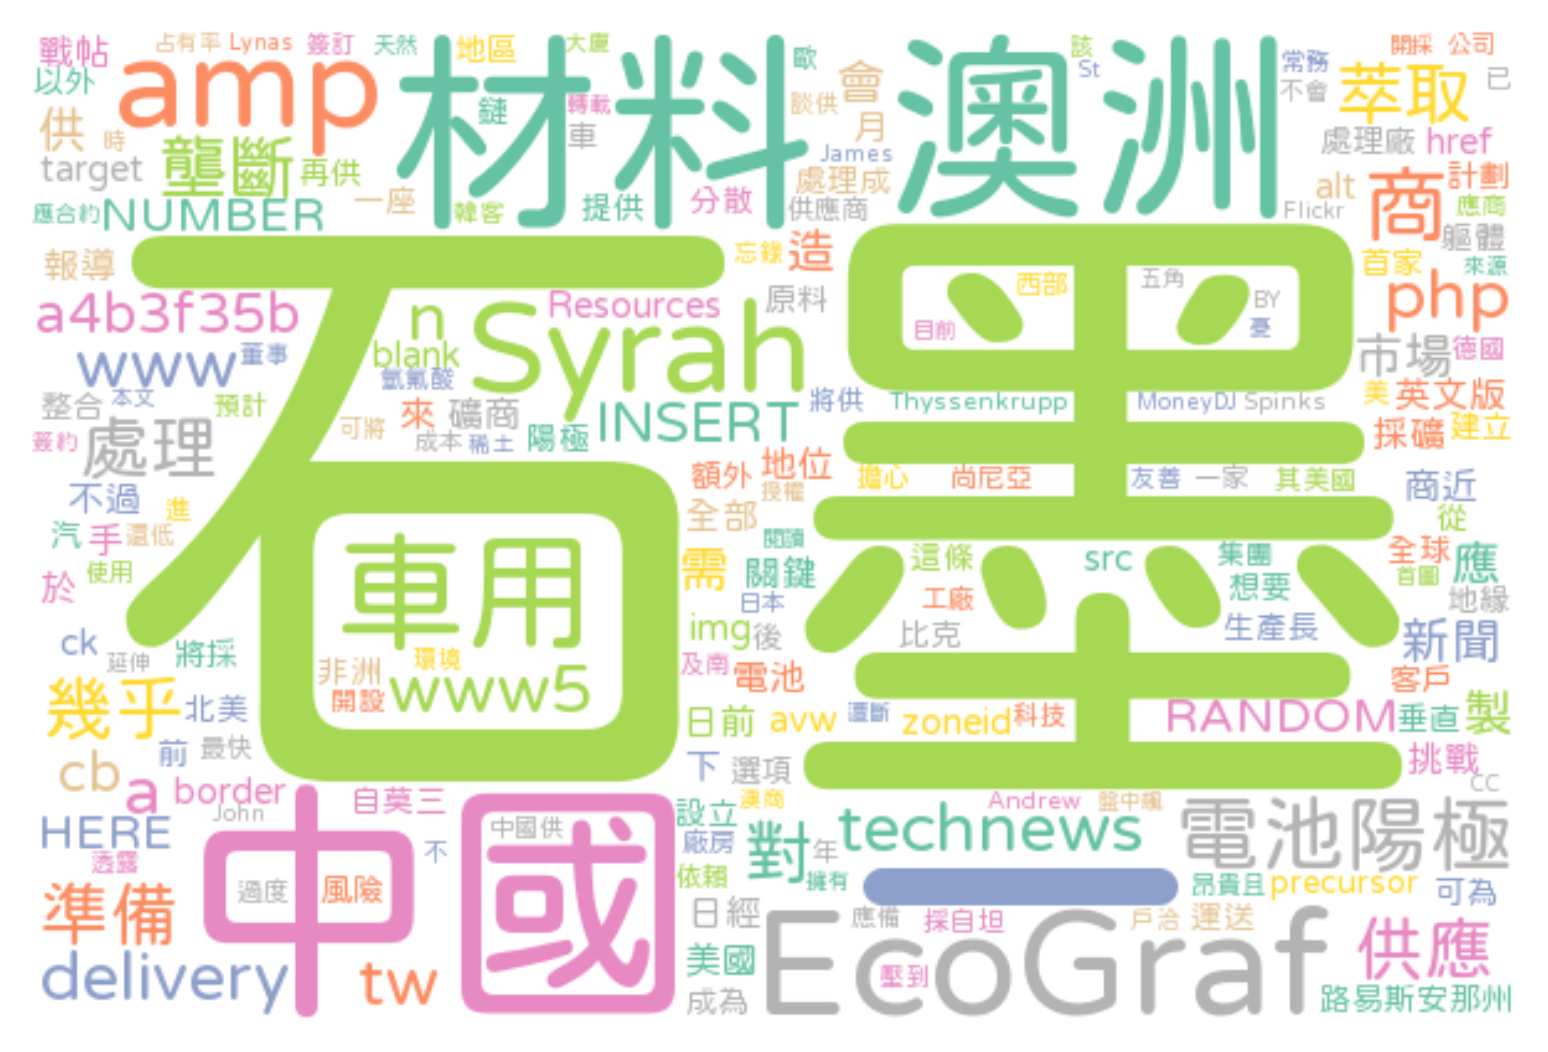 戰帖 占有率 Lynas 簽訂 天然 地區 大廈 歐 該 開採 公司
以外 amp 材料 鏈 轉載 談供 會 澳洲 St 常務 不會 萃取 已
供 時 車 月 處理廠 href
target 壟斷 再供 James 處理成 alt 計劃
應合約 NUMBER 一座 韓客 提供 分散 供應商 Flickr 商 應商
報導 石墨 忘錄 造 軀體 首家 來源
a4b3f35b n Syrah Resources 原料 目前 西部 五角 BY 憂 php
www 董事 blank 氫氟酸 市場 德國
整合 本文 預計 可將 來 礦商 INSERT 將供 Thyssenkrupp MoneyDJ Spinks 美 英文版
簽約 處理 成本 稀土 陽極 採礦 建立
不過 進 額外 地位 擔心 尚尼亞 友善 一家 其美國 商近
汽 手 還低 車用 全部 授權 閱讀 從
於 使用 需 關鍵 這條 src 集團 全球 應
ck 延伸 將採 日本 工廠 想要 首圖 地緣
非洲 環境 img 後 比克 生產長 新聞
幾乎 北美 開設 www5 及南 電池 客戶
前 最快 日前 avw 壟斷 zoneid 科技 RANDOM 垂直 製
cb a border 自莫三 下 選項 挑戰
John 中國供 設立 澳商 Andrew cc
HERE 中國 不 廠房 對 年 technews 電池陽極
透露 過度 風險 依賴 擁有 一 昂貴且 precursor 可為
準備 日經 EcoGraf 應備 採自坦 運送 供應
delivery tw 美國 壓到
成為 路易斯安那州